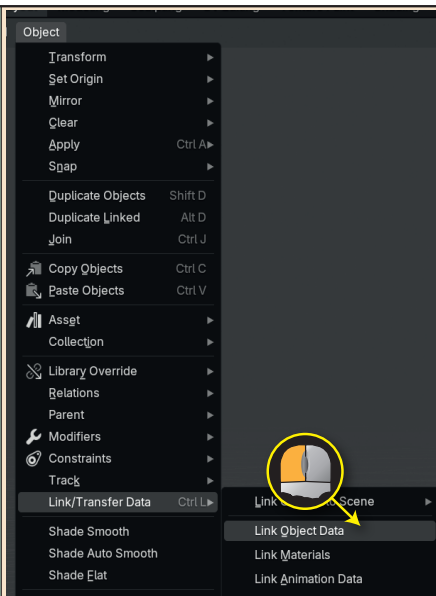 Object
Transform
Set Origin
Mirror
Clear
Apply Ctrl A
Snap
Duplicate Objects Shift D
Duplicate Linked Alt D
Join Ctrl J
Copy Objects Ctrl C
Paste Objects Ctrl V
Asset
Collection
Library Override
Relations
Parent
Modifiers
Constraints
Track
Link/Transfer Data Ctrl L
Scene
Shade Smooth
Link Object Data
Shade Auto Smooth
Link Materials
Shade Flat
Link Animation Data